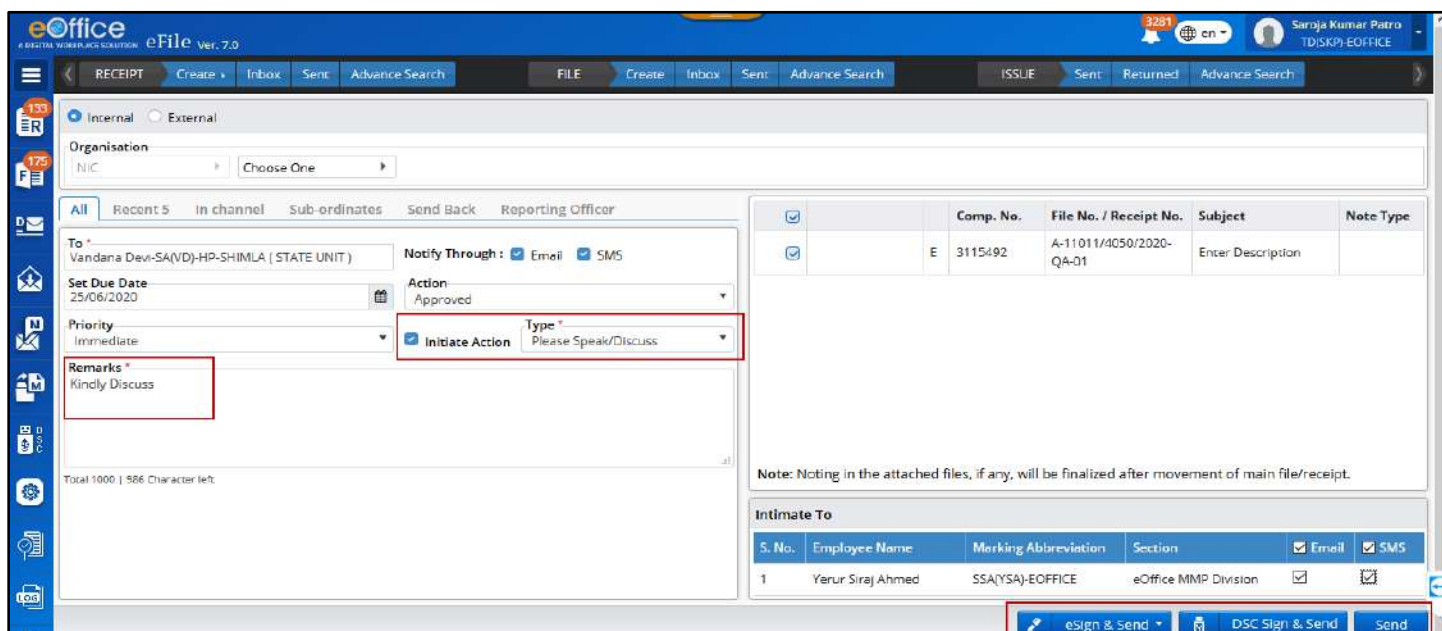 eOffice
A DIGITAL WORKPLACE SOLUTION eFile Ver. 7.0
3281
en
Saroja Kumar Patro
TD(SKP)-EOFFICE
RECEIPT Create Inbox Sent Advance Search FILE Create Inbox Sent Advance Search ISSUE Sent Returned Advance Search
133
R
175
F
D
N
M
DSC
LOG
Internal External
Organisation
NIC Choose One
All Recent 5 In channel Sub-ordinates Send Back Reporting Officer
To *
Vandana Devi-SA(VD)-HP-SHIMLA ( STATE UNIT )
Notify Through : Email SMS
Set Due Date
25/06/2020
Action
Approved
Priority
Immediate
Initiate Action
Type *
Please Speak/Discuss
Remarks *
Kindly Discuss
Total 1000 | 986 Character left
Comp. No. File No. / Receipt No. Subject Note Type
E 3115492 A-11011/4050/2020-QA-01 Enter Description
Note: Noting in the attached files, if any, will be finalized after movement of main file/receipt.
Intimate To
S. No. Employee Name Marking Abbreviation Section Email SMS
1 Yerur Siraj Ahmed SSA(YSA)-EOFFICE eOffice MMP Division
eSign & Send DSC Sign & Send Send